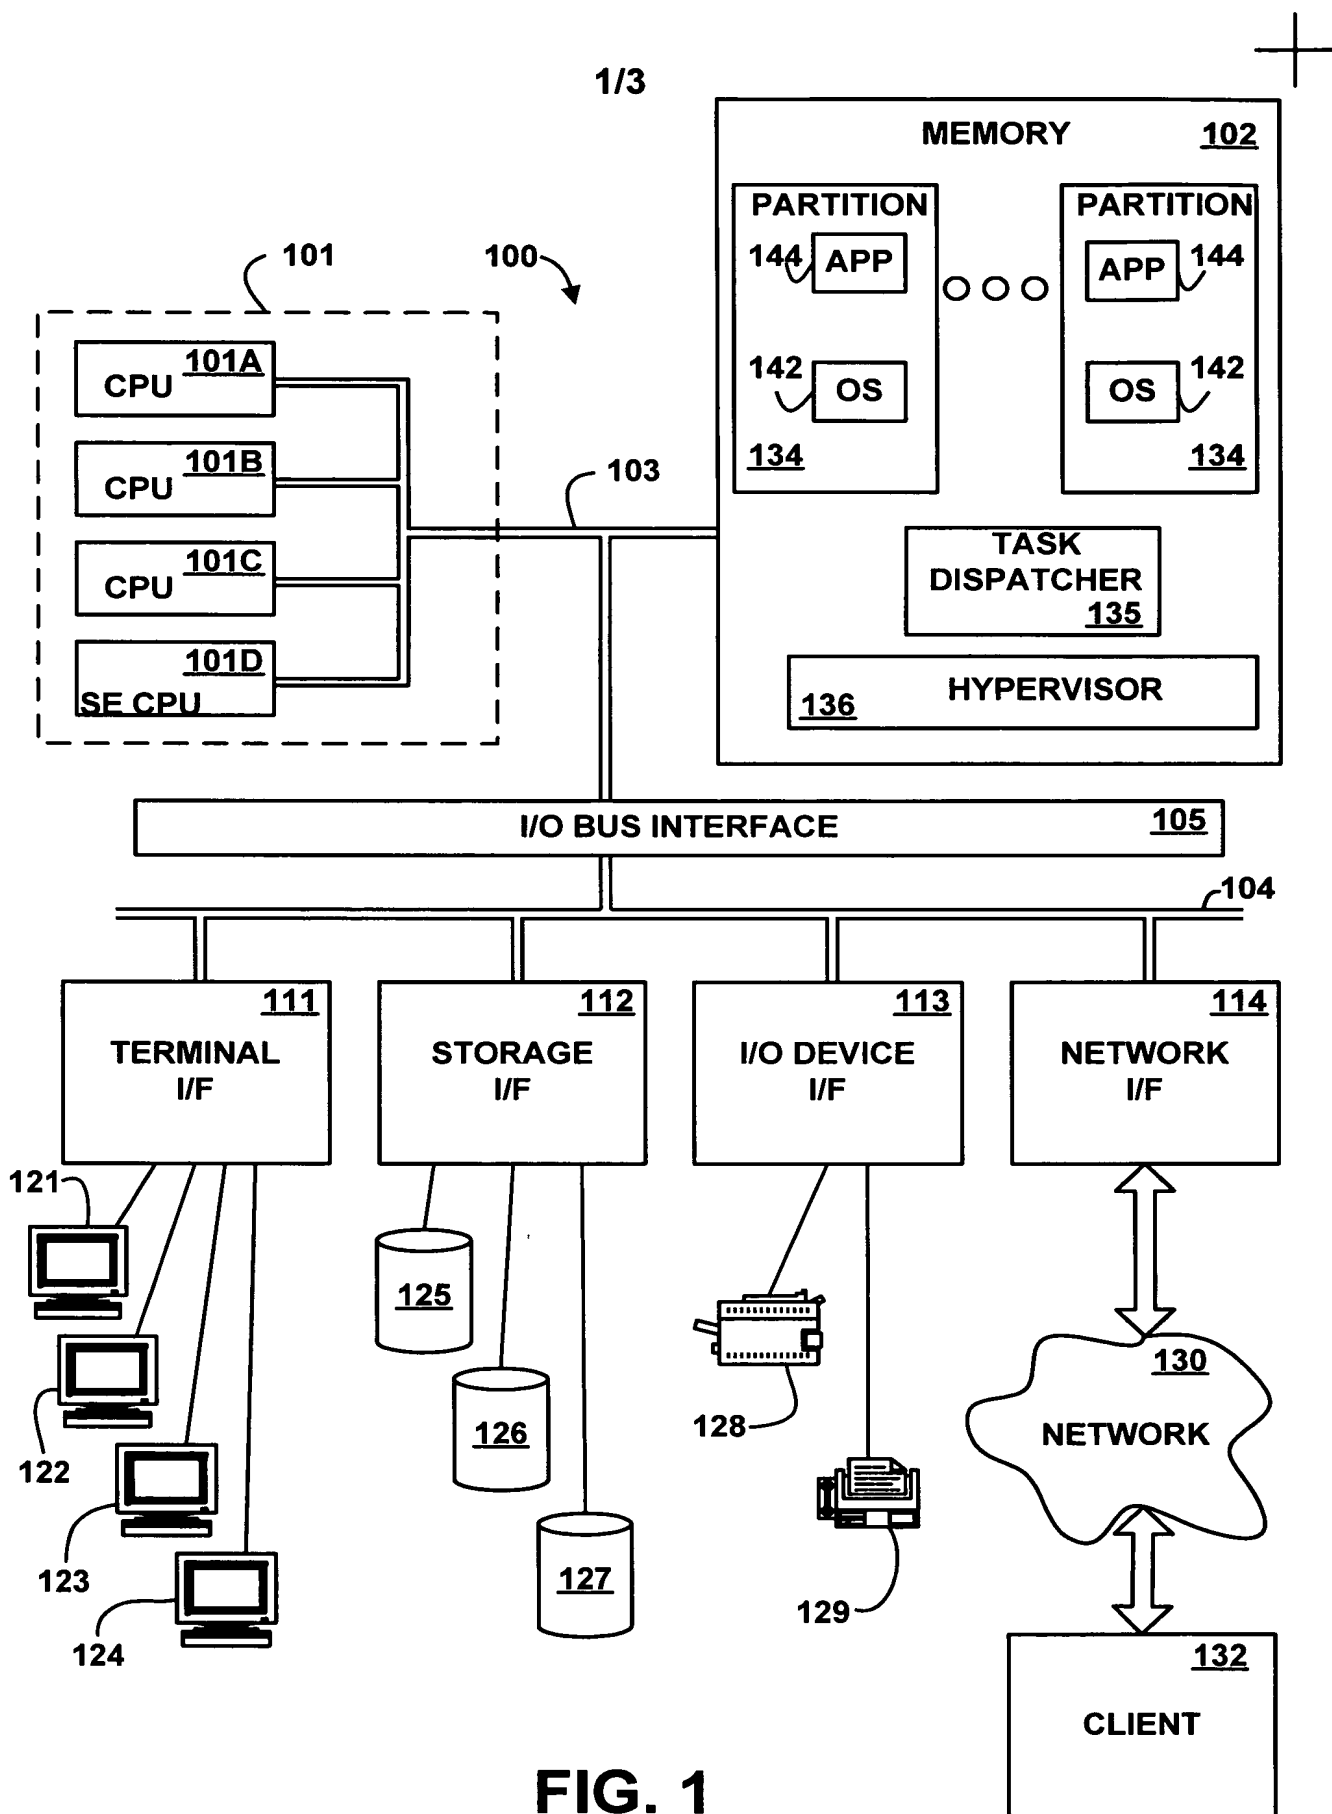 1/3
MEMORY 102
PARTITION
144 APP
142 OS
134
PARTITION
APP 144
OS 142
134
TASK
DISPATCHER
135
136 HYPERVISOR
101
100
101A
CPU
101B
CPU
101C
CPU
101D
SE CPU
103
I/O BUS INTERFACE 105
104
111
TERMINAL
I/F
112
STORAGE
I/F
113
I/O DEVICE
I/F
114
NETWORK
I/F
121
122
123
124
125
126
127
128
129
130
NETWORK
132
CLIENT
FIG. 1